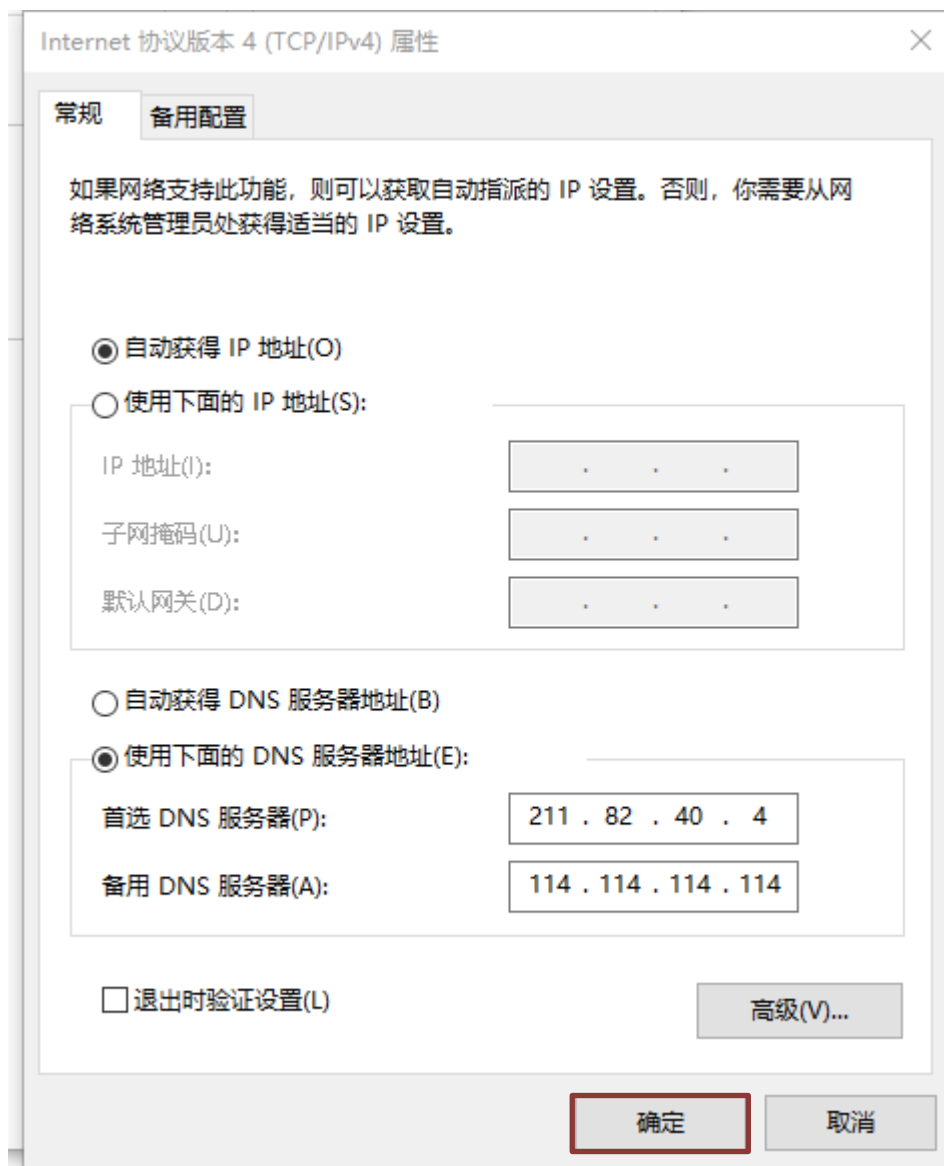 Internet 协议版本 4 (TCP/IPv4) 属性
常规
备用配置
如果网络支持此功能，则可以获取自动指派的 IP 设置。否则，你需要从网
络系统管理员处获得适当的 IP 设置。
自动获得 IP 地址(O)
使用下面的 IP 地址(S):
IP 地址(I):
. . .
子网掩码(U):
. . .
默认网关(D):
. . .
自动获得 DNS 服务器地址(B)
使用下面的 DNS 服务器地址(E):
首选 DNS 服务器(P):
211 . 82 . 40 . 4
备用 DNS 服务器(A):
114 . 114 . 114 . 114
退出时验证设置(L)
高级(V)...
确定
取消